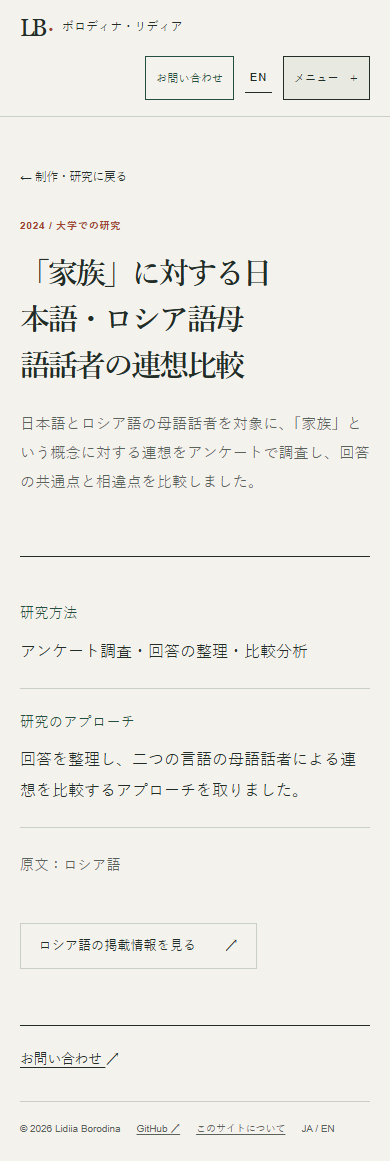 LB· ボロディナ・リディア
お問い合わせ EN メニュー +
← 制作・研究に戻る
2024 / 大学での研究
「家族」に対する日
本語・ロシア語母
語話者の連想比較
日本語とロシア語の母語話者を対象に、「家族」と
いう概念に対する連想をアンケートで調査し、回答
の共通点と相違点を比較しました。
研究方法
アンケート調査・回答の整理・比較分析
研究のアプローチ
回答を整理し、二つの言語の母語話者による連
想を比較するアプローチを取りました。
原文：ロシア語
ロシア語の掲載情報を見る ↗
お問い合わせ ↗
© 2026 Lidiia Borodina GitHub ↗ このサイトについて JA / EN